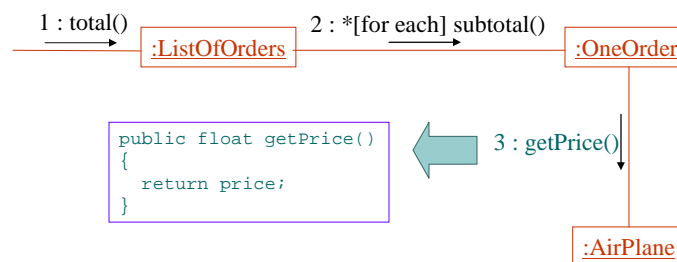 1 : total()
:ListOfOrders
2 : *[for each] subtotal()
:OneOrder
public float getPrice()
{
return price;
}
3 : getPrice()
:AirPlane